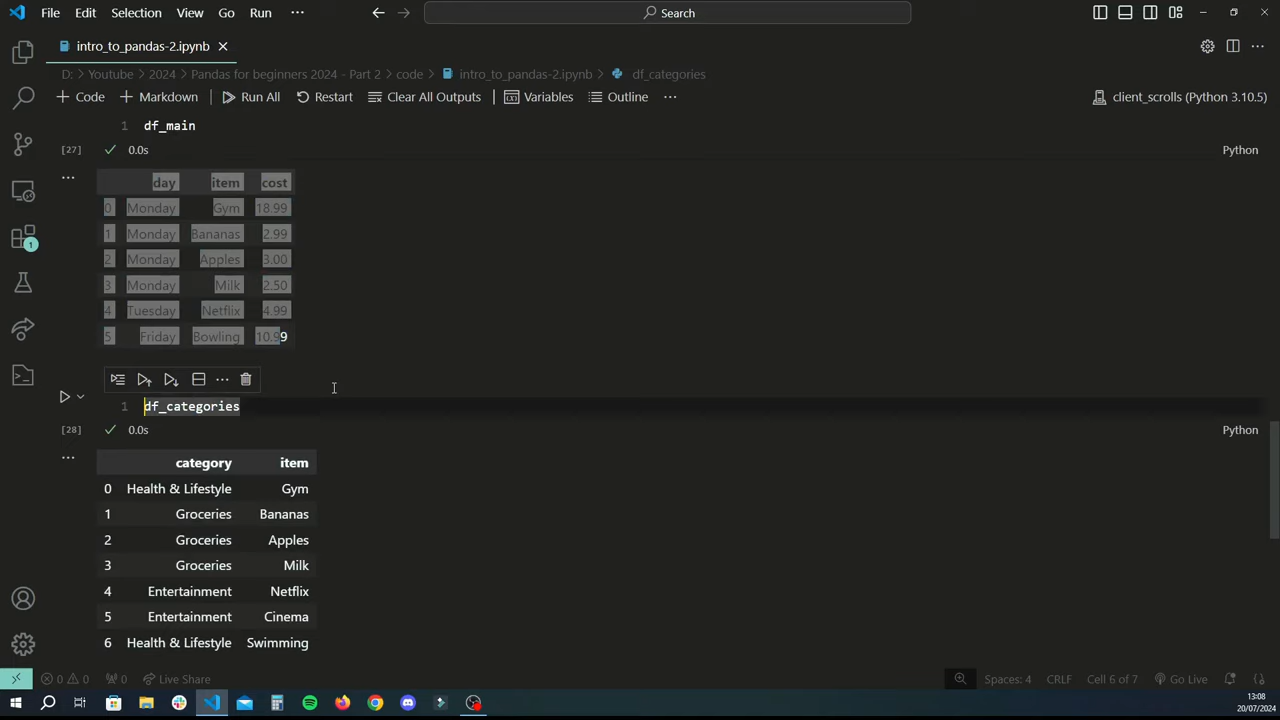 File Edit Selection View Go Run ··· Search
intro_to_pandas-2.ipynb
D: > Youtube > 2024 > Pandas for beginners 2024 - Part 2 > code > intro_to_pandas-2.ipynb > df_categories
+ Code + Markdown | Run All Restart Clear All Outputs | Variables Outline ··· client_scrolls (Python 3.10.5)
1 df_main
[27] 0.0s Python
day item cost
0 Monday Gym 18.99
1 Monday Bananas 2.99
2 Monday Apples 3.00
3 Monday Milk 2.50
4 Tuesday Netflix 4.99
5 Friday Bowling 10.99
1 df_categories
[28] 0.0s Python
category item
0 Health & Lifestyle Gym
1 Groceries Bananas
2 Groceries Apples
3 Groceries Milk
4 Entertainment Netflix
5 Entertainment Cinema
6 Health & Lifestyle Swimming
1
0 0 0 Live Share Spaces: 4 CRLF Cell 6 of 7 Go Live
13:08
20/07/2024